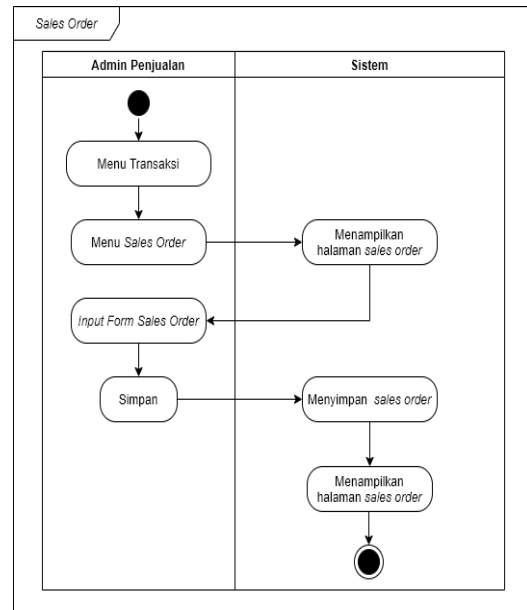 Sales Order
Admin Penjualan
Sistem
Menu Transaksi
Menu Sales Order
Menampilkan
halaman sales order
Input Form Sales Order
Simpan
Menyimpan sales order
Menampilkan
halaman sales order